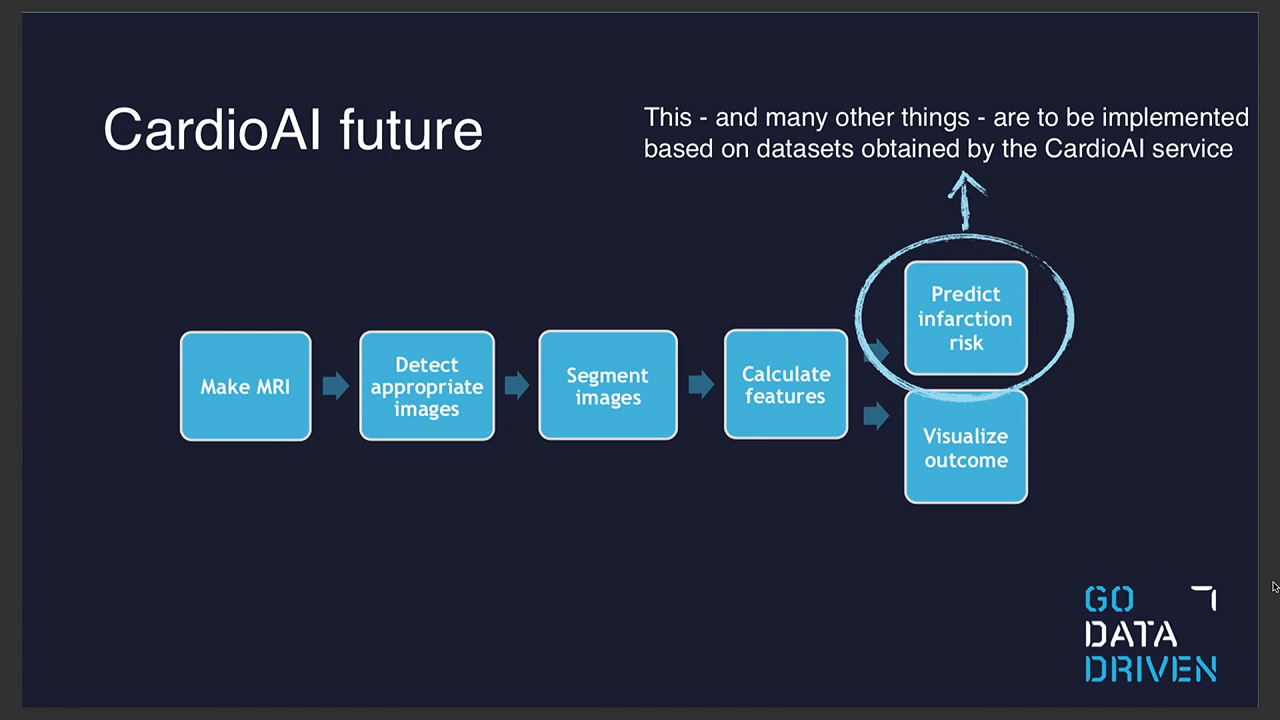 CardioAI future
This - and many other things - are to be implemented
based on datasets obtained by the CardioAI service
Make MRI
Detect
appropriate
images
Segment
images
Calculate
features
Predict
infarction
risk
Visualize
outcome
GO
DATA
DRIVEN